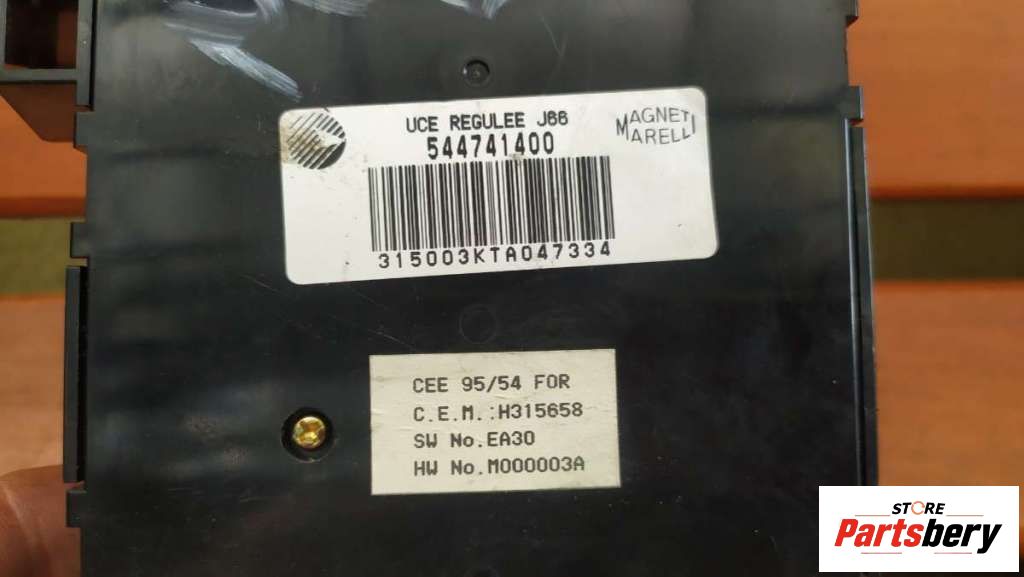 UCE REGULEE J66
544741400
MAGNETI
MARELLI
315003KTA047334
CEE 95/54 FOR
C.E.M.:H315658
SW No.EA30
HW No.M000003A
STORE
Partsbery